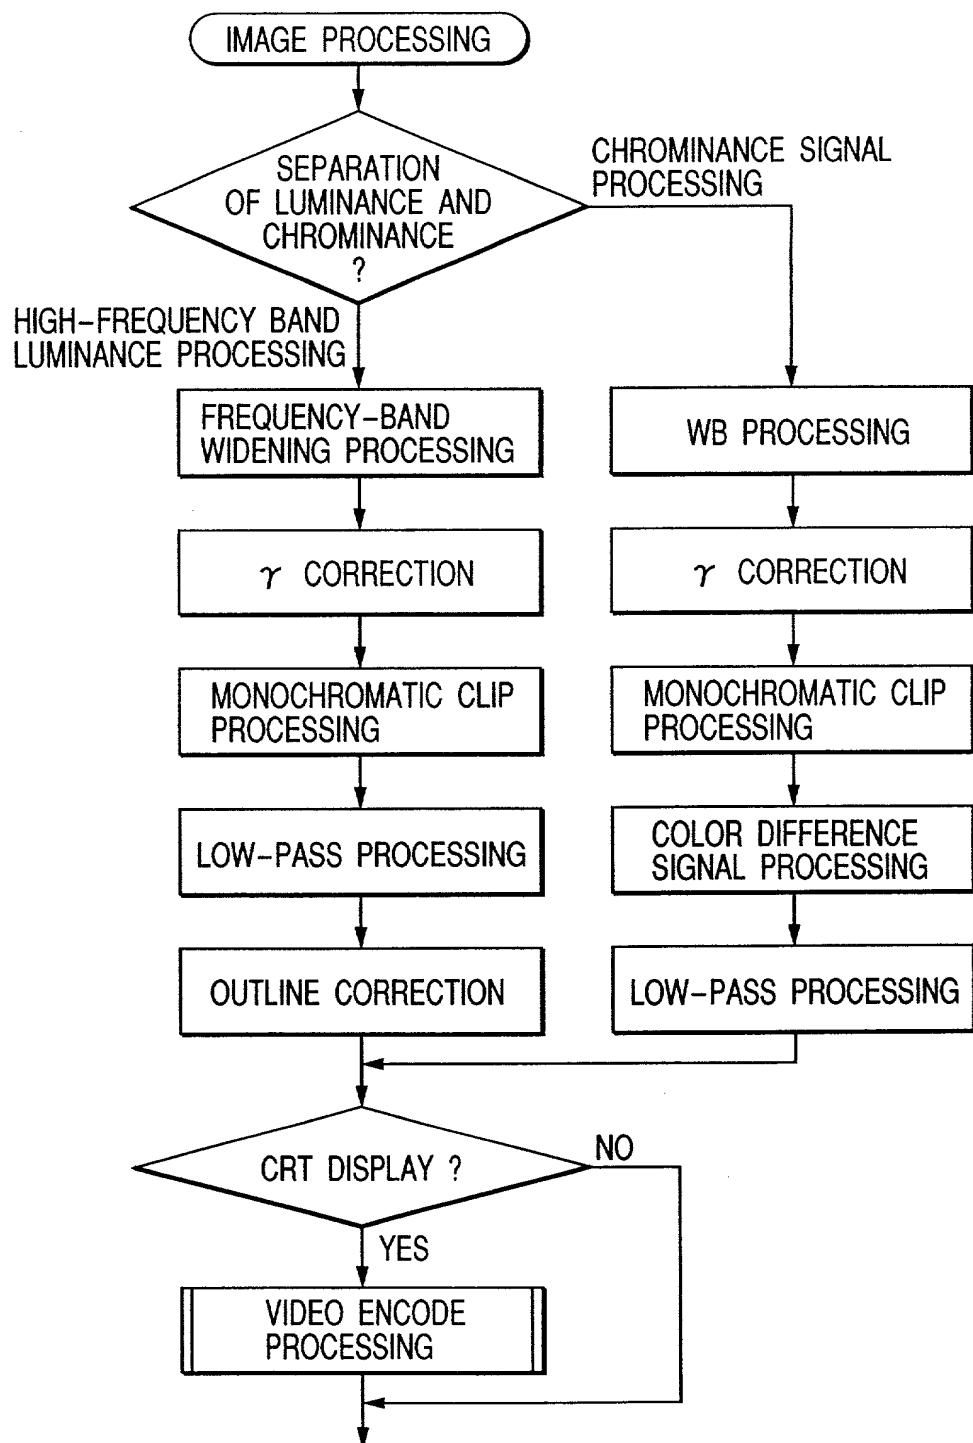 IMAGE PROCESSING
SEPARATION
OF LUMINANCE AND
CHROMINANCE
?
CHROMINANCE SIGNAL
PROCESSING
HIGH-FREQUENCY BAND
LUMINANCE PROCESSING
FREQUENCY-BAND
WIDENING PROCESSING
γ CORRECTION
MONOCHROMATIC CLIP
PROCESSING
LOW-PASS PROCESSING
OUTLINE CORRECTION
WB PROCESSING
γ CORRECTION
MONOCHROMATIC CLIP
PROCESSING
COLOR DIFFERENCE
SIGNAL PROCESSING
LOW-PASS PROCESSING
CRT DISPLAY ?
NO
YES
VIDEO ENCODE
PROCESSING